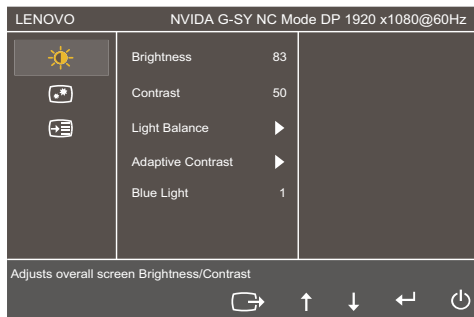 LENOVO NVIDA G-SY NC Mode DP 1920 x1080@60Hz
Brightness 83
Contrast 50
Light Balance
Adaptive Contrast
Blue Light 1
Adjusts overall screen Brightness/Contrast